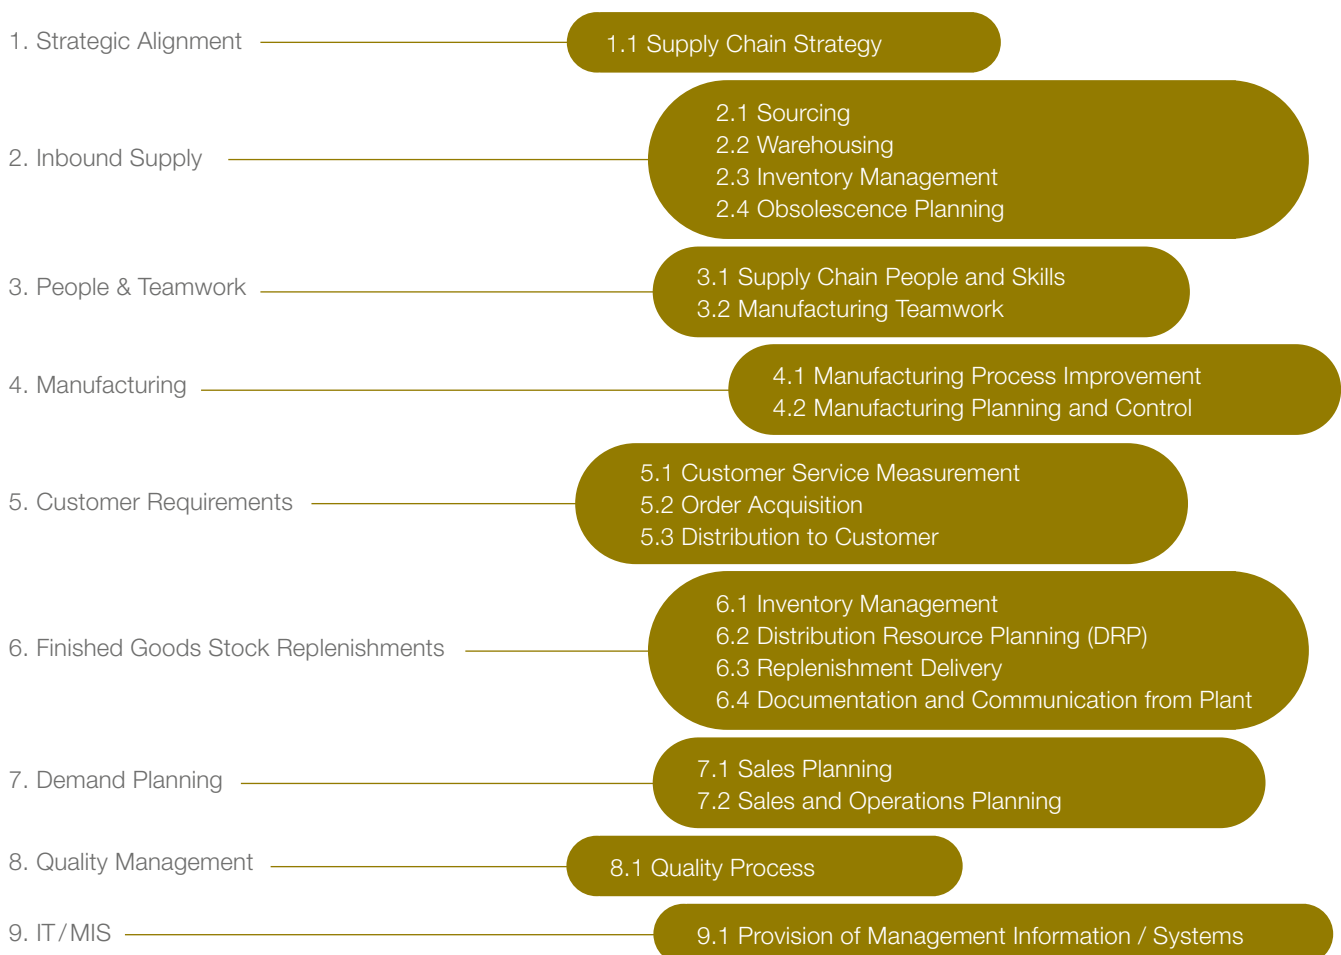 1. Strategic Alignment
1.1 Supply Chain Strategy
2. Inbound Supply
2.1 Sourcing
2.2 Warehousing
2.3 Inventory Management
2.4 Obsolescence Planning
3. People & Teamwork
3.1 Supply Chain People and Skills
3.2 Manufacturing Teamwork
4. Manufacturing
4.1 Manufacturing Process Improvement
4.2 Manufacturing Planning and Control
5. Customer Requirements
5.1 Customer Service Measurement
5.2 Order Acquisition
5.3 Distribution to Customer
6. Finished Goods Stock Replenishments
6.1 Inventory Management
6.2 Distribution Resource Planning (DRP)
6.3 Replenishment Delivery
6.4 Documentation and Communication from Plant
7. Demand Planning
7.1 Sales Planning
7.2 Sales and Operations Planning
8. Quality Management
8.1 Quality Process
9. IT/MIS
9.1 Provision of Management Information / Systems